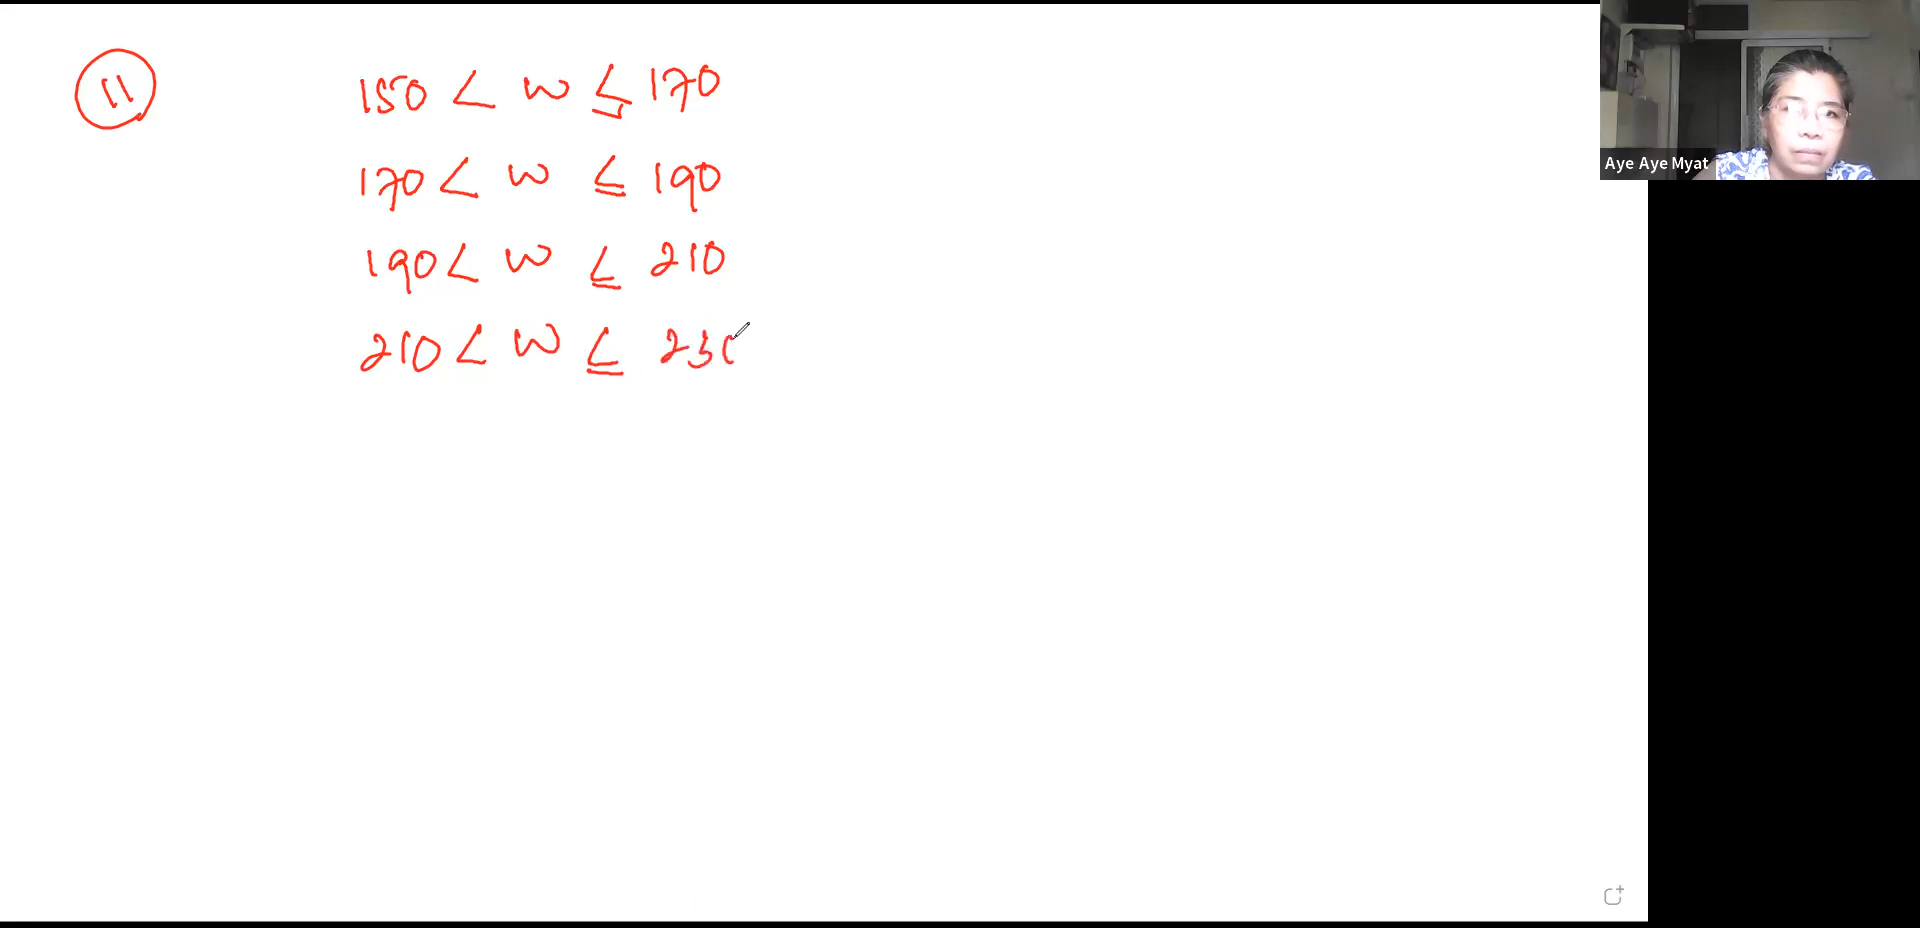 11
150 < w ≤ 170
170 < w ≤ 190
190 < w ≤ 210
210 < w ≤ 230
Aye Aye Myat